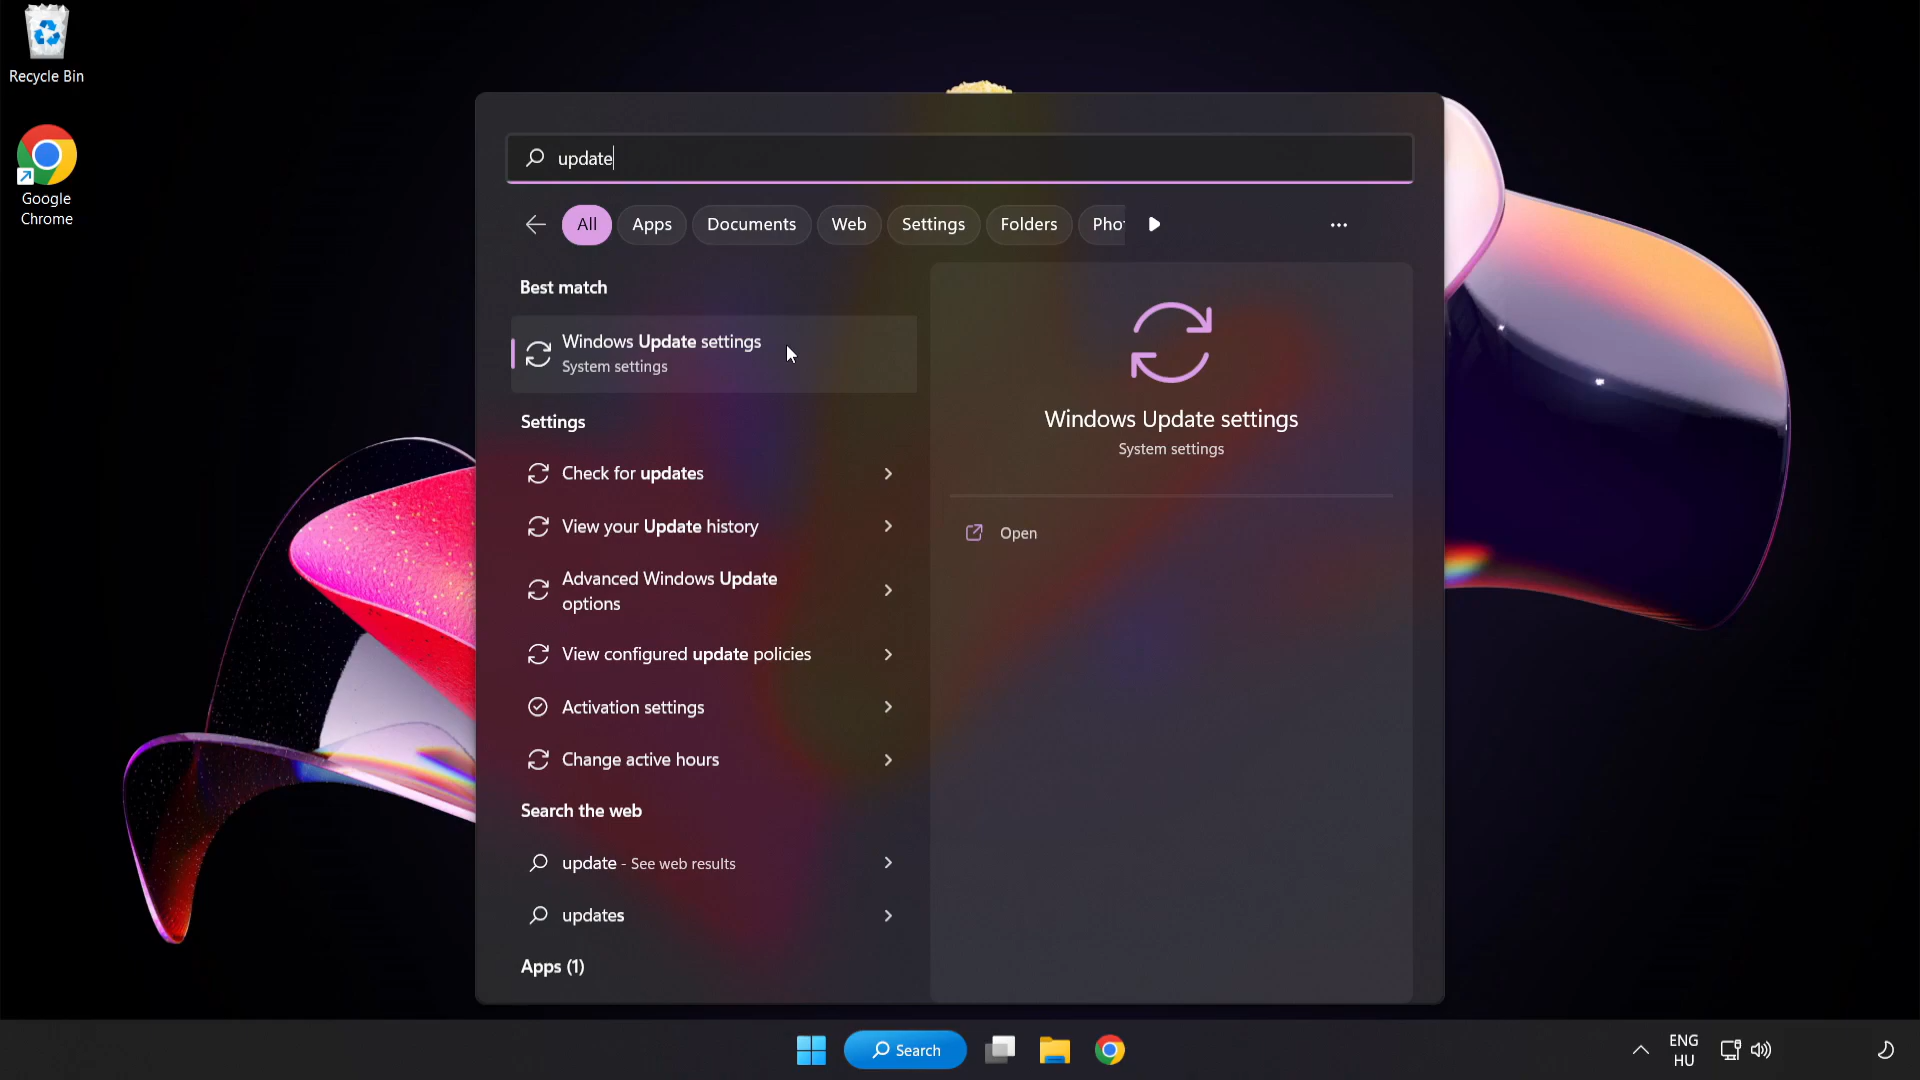 Recycle Bin
Google
Chrome
update
All
Apps
Documents
Web
Settings
Folders
Best match
Windows Update settings
System settings
Settings
Check for updates
View your Update history
Advanced Windows Update
options
View configured update policies
Activation settings
Change active hours
Search the web
update - See web results
updates
Apps (1)
Windows Update settings
System settings
Open
Search
ENG
HU